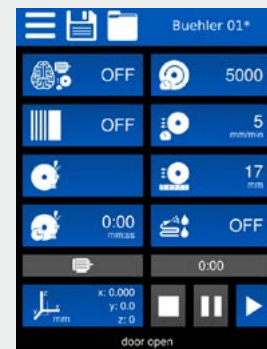 Buehler 01*
OFF
5000
OFF
5
mm/min
17
mm
0:00
mm:ss
OFF
0:00
x: 0.000
y: 0.0
z: 0
mm
door open